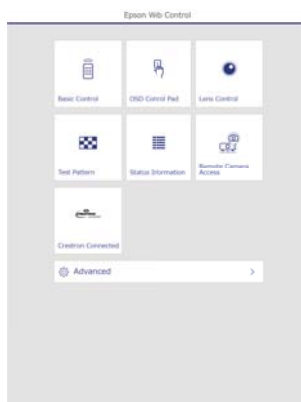 Epson Web Control
Basic Control
OSD Control Pad
Lens Control
Test Pattern
Status Information
Remote Camera
Access
Crestron Connected
Advanced